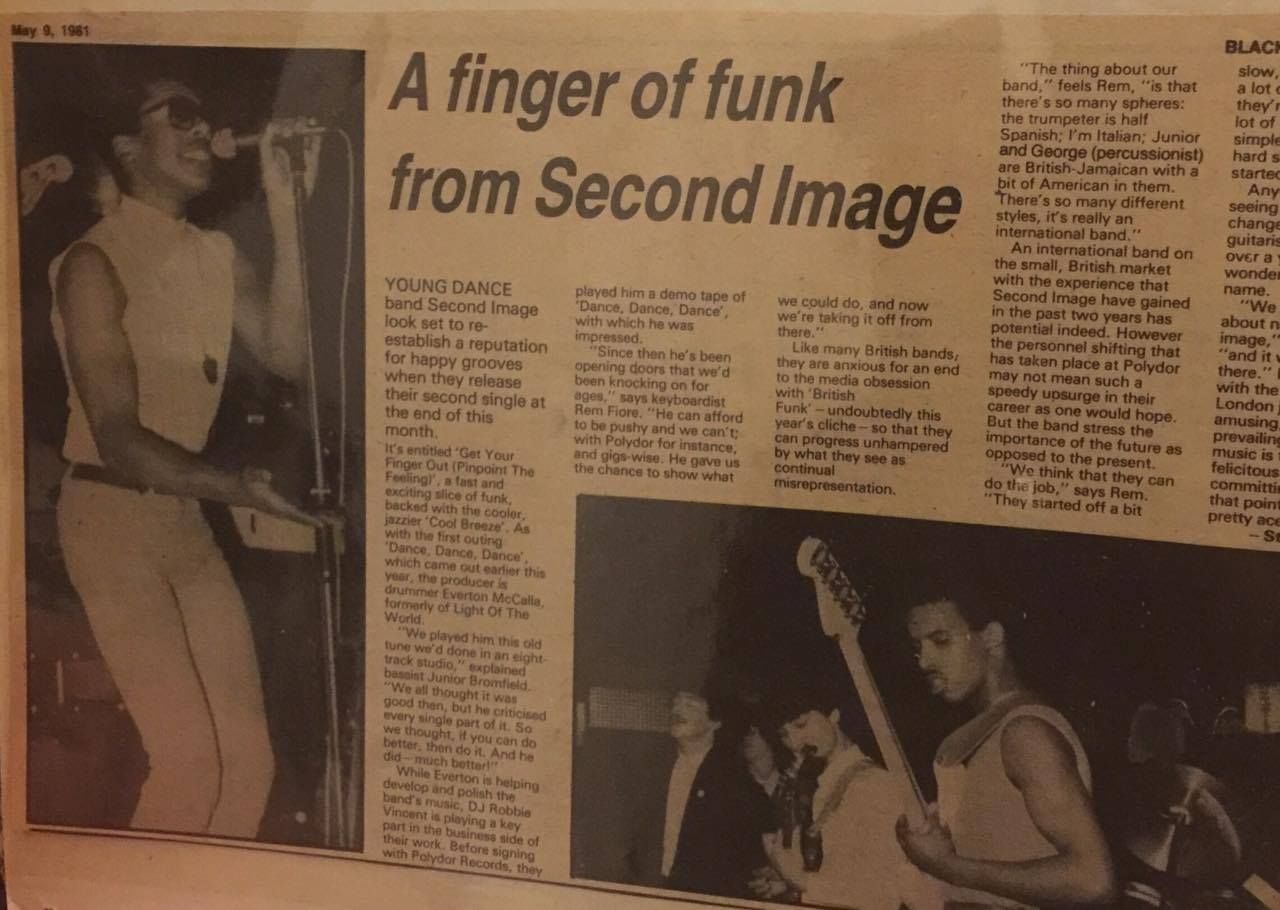 May 9, 1981
A finger of funk
from Second Image
YOUNG DANCE
band Second Image
look set to re-
establish a reputation
for happy grooves
when they release
their second single at
the end of this
month.
It's entitled 'Get Your
Finger Out (Pinpoint The
Feeling)', a fast and
exciting slice of funk,
backed with the cooler,
jazzier 'Cool Breeze'. As
with the first outing
'Dance, Dance, Dance',
which came out earlier this
year, the producer is
drummer Everton McCalla,
formerly of Light Of The
World.
"We played him this old
tune we'd done in an eight-
track studio," explained
bassist Junior Bromfield.
"We all thought it was
good then, but he criticised
every single part of it. So
we thought, if you can do
better, then do it. And he
did – much better!"
While Everton is helping
develop and polish the
band's music, DJ Robbie
Vincent is playing a key
part in the business side of
their work. Before signing
with Polydor Records, they
played him a demo tape of
'Dance, Dance, Dance',
with which he was
impressed.
"Since then he's been
opening doors that we'd
been knocking on for
ages," says keyboardist
Rem Fiore. "He can afford
to be pushy and we can't;
with Polydor for instance,
and gigs-wise. He gave us
the chance to show what
we could do, and now
we're taking it off from
there."
Like many British bands,
they are anxious for an end
to the media obsession
with 'British
Funk' – undoubtedly this
year's cliche – so that they
can progress unhampered
by what they see as
continual
misrepresentation.
"The thing about our
band," feels Rem, "is that
there's so many spheres:
the trumpeter is half
Spanish; I'm Italian; Junior
and George (percussionist)
are British-Jamaican with a
bit of American in them.
There's so many different
styles, it's really an
international band."
An international band on
the small, British market
with the experience that
Second Image have gained
in the past two years has
potential indeed. However
the personnel shifting that
has taken place at Polydor
may not mean such a
speedy upsurge in their
career as one would hope.
But the band stress the
importance of the future as
opposed to the present.
"We think that they can
do the job," says Rem.
"They started off a bit
BLACK
slow,
a lot
they'r
lot of
simple
hard s
started
Any
seeing
change
guitaris
over a
wonder
name.
"We
about n
image,"
"and it w
there."
with the
London
amusing,
prevailin
music is
felicitous
committi
that poin
pretty acc
– St